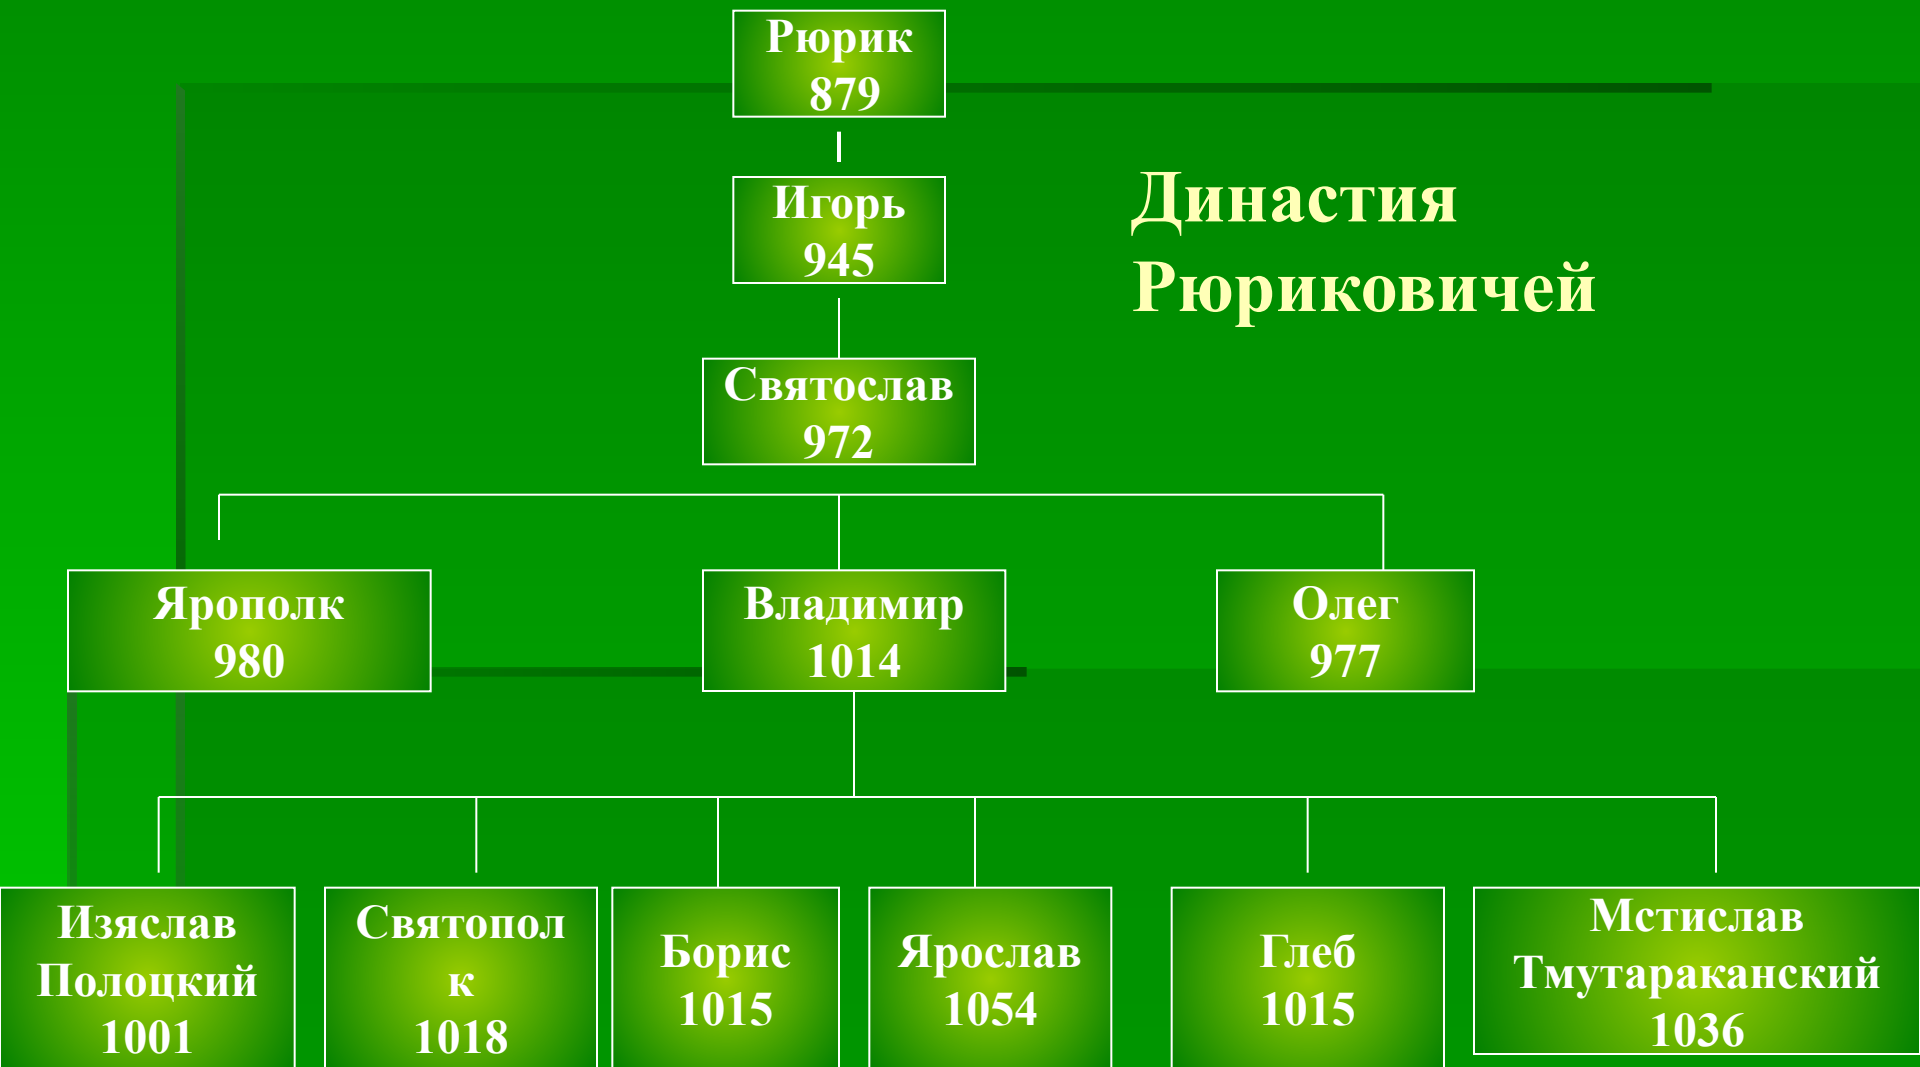 Рюрик
879
Игорь
945
Династия
Рюриковичей
Святослав
972
Ярополк
980
Владимир
1014
Олег
977
Изяслав
Полоцкий
1001
Святопол
к
1018
Борис
1015
Ярослав
1054
Глеб
1015
Мстислав
Тмутараканский
1036